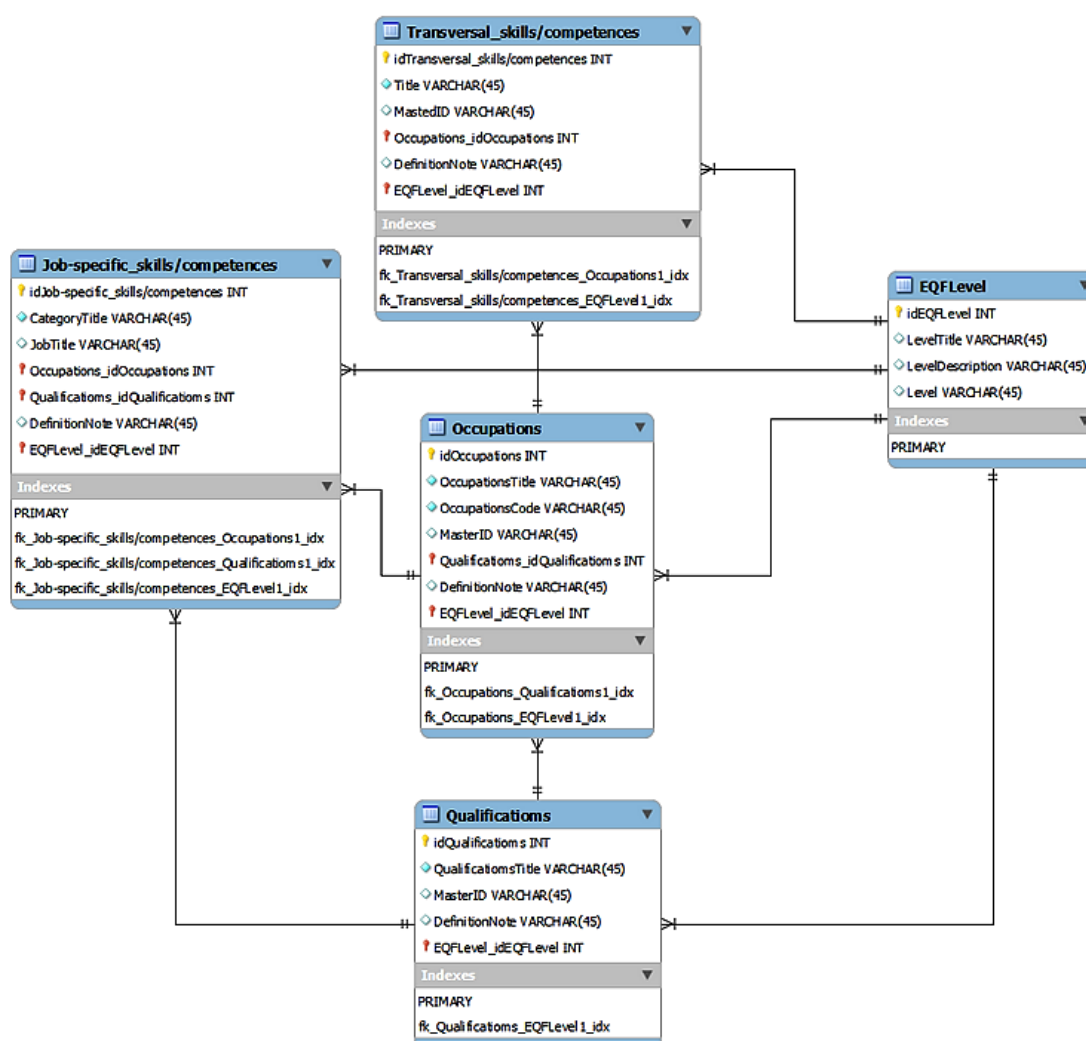 Transversal_skills/competences
idTransversal_skills/competences INT
Title VARCHAR(45)
MastedID VARCHAR(45)
Occupations_idOccupations INT
DefinitionNote VARCHAR(45)
EQFLevel_idEQFLevel INT
Indexes
PRIMARY
fk_Transversal_skills/competences_Occupations1_idx
fk_Transversal_skills/competences_EQFLevel1_idx
Job-specific_skills/competences
idJob-specific_skills/competences INT
CategoryTitle VARCHAR(45)
JobTitle VARCHAR(45)
Occupations_idOccupations INT
Qualificatioms_idQualificatioms INT
DefinitionNote VARCHAR(45)
EQFLevel_idEQFLevel INT
Indexes
PRIMARY
fk_Job-specific_skills/competences_Occupations1_idx
fk_Job-specific_skills/competences_Qualificatioms1_idx
fk_Job-specific_skills/competences_EQFLevel1_idx
EQFLevel
idEQFLevel INT
LevelTitle VARCHAR(45)
LevelDescription VARCHAR(45)
Level VARCHAR(45)
Indexes
PRIMARY
Occupations
idOccupations INT
OccupationsTitle VARCHAR(45)
OccupationsCode VARCHAR(45)
MasterID VARCHAR(45)
Qualificatioms_idQualificatioms INT
DefinitionNote VARCHAR(45)
EQFLevel_idEQFLevel INT
Indexes
PRIMARY
fk_Occupations_Qualificatioms1_idx
fk_Occupations_EQFLevel1_idx
Qualificatioms
idQualificatioms INT
QualificatiomsTitle VARCHAR(45)
MasterID VARCHAR(45)
DefinitionNote VARCHAR(45)
EQFLevel_idEQFLevel INT
Indexes
PRIMARY
fk_Qualificatioms_EQFLevel1_idx